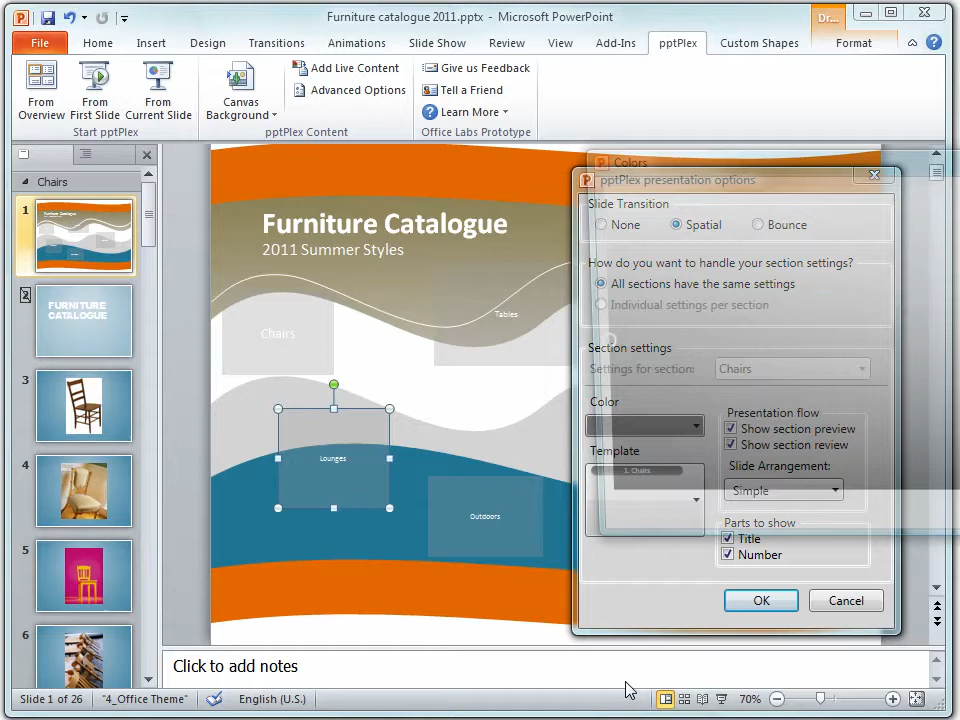 Furniture catalogue 2011.pptx - Microsoft PowerPoint
Dr...
File
Home
Insert
Design
Transitions
Animations
Slide Show
Review
View
Add-Ins
pptPlex
Custom Shapes
Format
From Overview
From First Slide
From Current Slide
Start pptPlex
Canvas Background
Add Live Content
Advanced Options
pptPlex Content
Give us Feedback
Tell a Friend
Learn More
Office Labs Prototype
Chairs
1
2
FURNITURE
CATALOGUE
3
4
5
6
Furniture Catalogue
2011 Summer Styles
Chairs
Tables
Lounges
Outdoors
Colors
pptPlex presentation options
Slide Transition
None
Spatial
Bounce
How do you want to handle your section settings?
All sections have the same settings
Individual settings per section
Section settings
Settings for section:
Chairs
Color
Template
1. Chairs
Presentation flow
Show section preview
Show section review
Slide Arrangement:
Simple
Parts to show
Title
Number
OK
Cancel
Click to add notes
Slide 1 of 26
"4_Office Theme"
English (U.S.)
70%